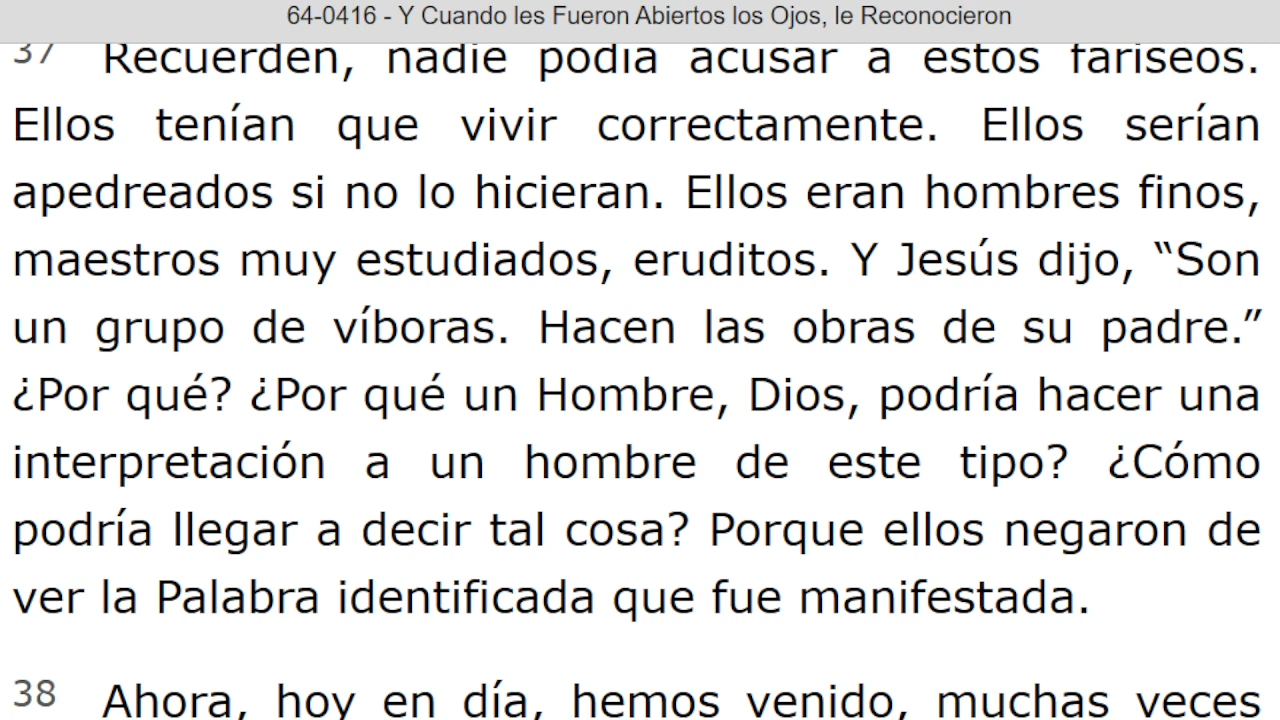 64-0416 - Y Cuando les Fueron Abiertos los Ojos, le Reconocieron
37 Recuerden, nadie podía acusar a estos fariseos.
Ellos tenían que vivir correctamente. Ellos serían
apedreados si no lo hicieran. Ellos eran hombres finos,
maestros muy estudiados, eruditos. Y Jesús dijo, “Son
un grupo de víboras. Hacen las obras de su padre.”
¿Por qué? ¿Por qué un Hombre, Dios, podría hacer una
interpretación a un hombre de este tipo? ¿Cómo
podría llegar a decir tal cosa? Porque ellos negaron de
ver la Palabra identificada que fue manifestada.
38 Ahora, hoy en día, hemos venido, muchas veces